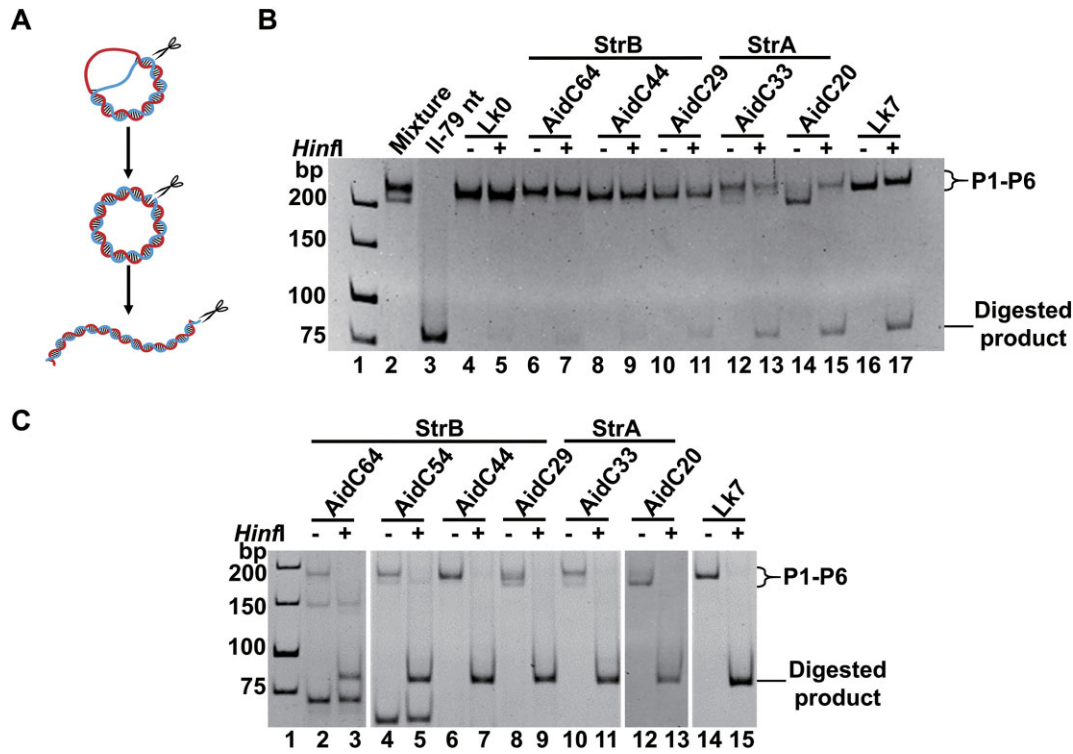 A
B
StrB StrA
Mixture II-79 nt Lk0 AidC64 AidC44 AidC29 AidC33 AidC20 Lk7
HinfI - + - + - + - + - + - + - +
bp
200
150
100
75
P1-P6
Digested
product
1 2 3 4 5 6 7 8 9 10 11 12 13 14 15 16 17
C
StrB StrA
AidC64 AidC54 AidC44 AidC29 AidC33 AidC20 Lk7
HinfI - + - + - + - + - + - + - +
bp
200
150
100
75
P1-P6
Digested
product
1 2 3 4 5 6 7 8 9 10 11 12 13 14 15